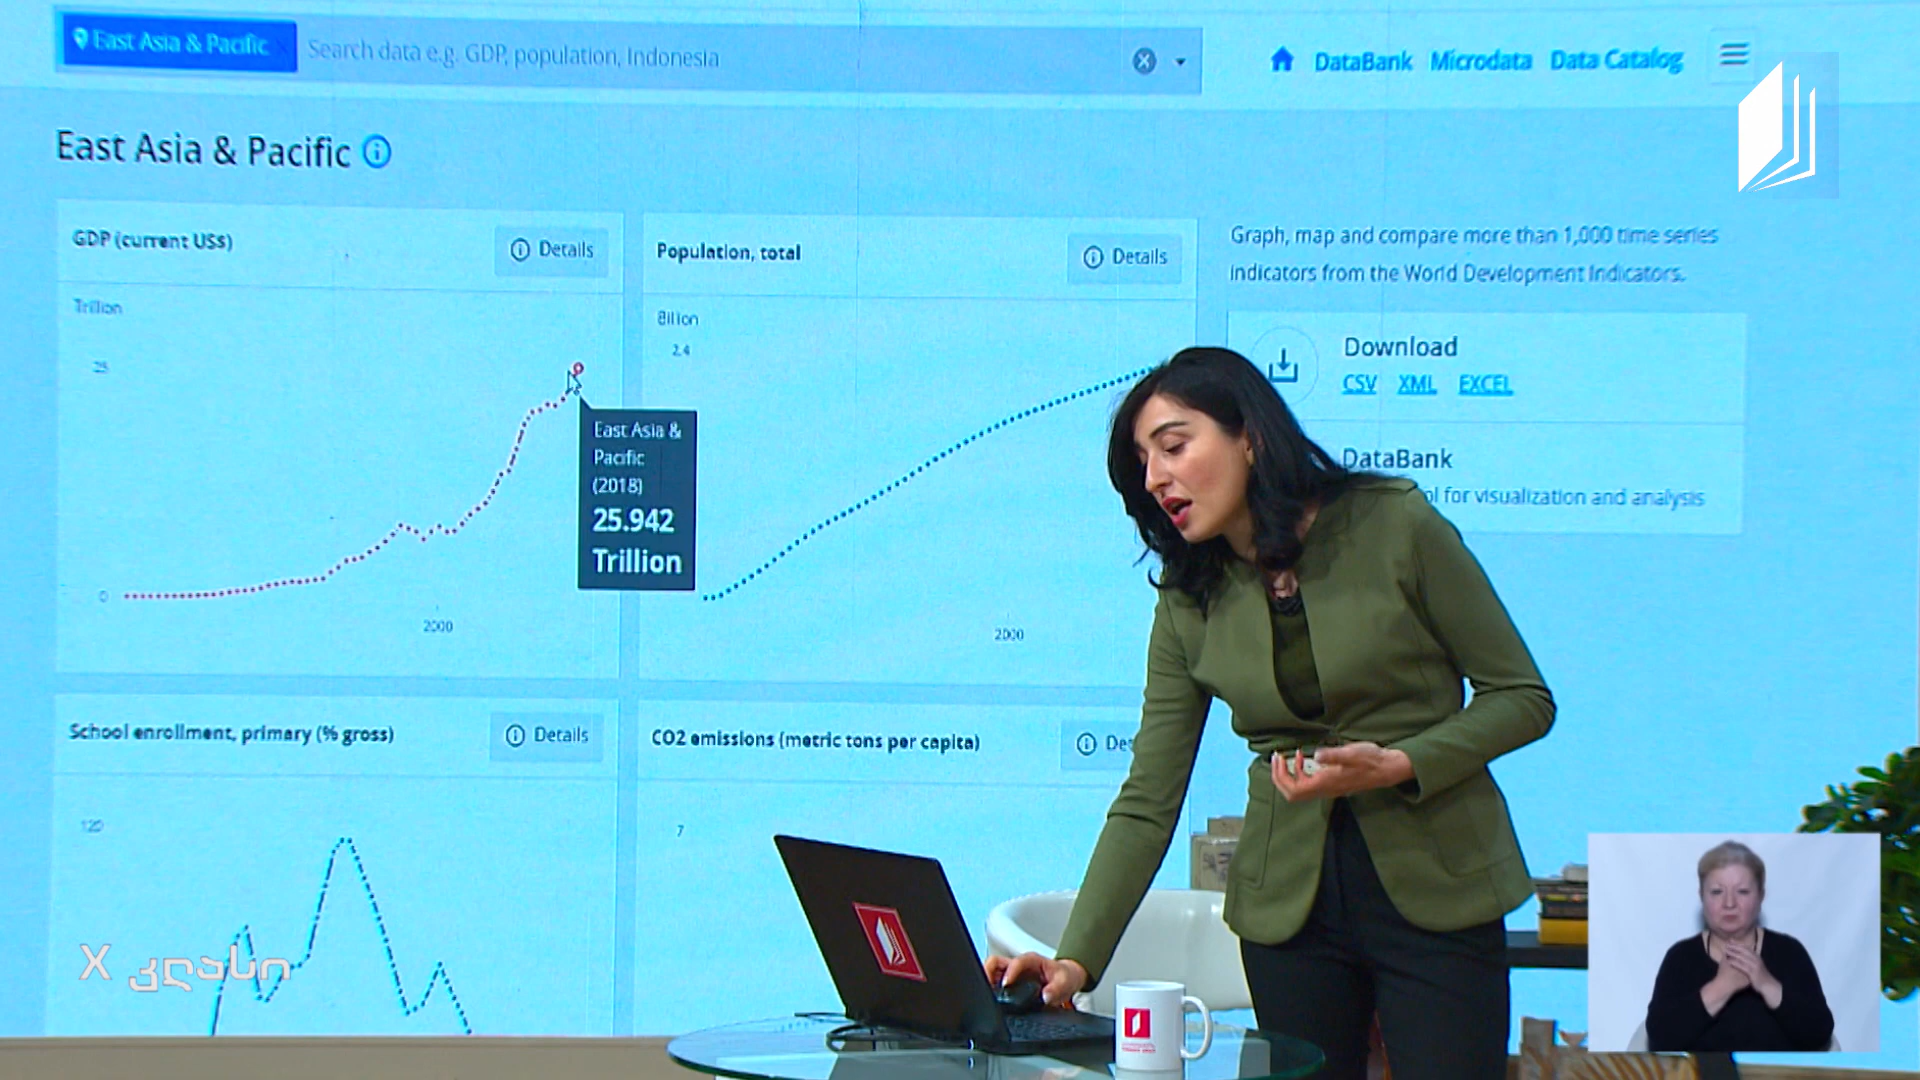 East Asia & Pacific ×
Search data e.g. GDP, population, Indonesia
DataBank Microdata Data Catalog
East Asia & Pacific
GDP (current US$)
Details
Trillion
25
0
2000
East Asia &
Pacific
(2018)
25.942
Trillion
Population, total
Details
Billion
2.4
2000
Graph, map and compare more than 1,000 time series
indicators from the World Development Indicators.
Download
CSV XML EXCEL
DataBank
ol for visualization and analysis
School enrollment, primary (% gross)
Details
120
CO2 emissions (metric tons per capita)
De
7
X კლასი